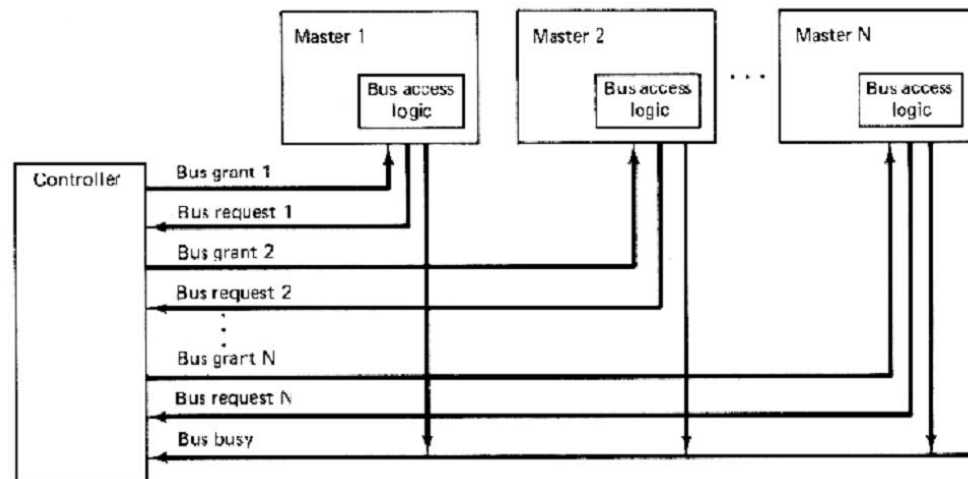 Master 1
Bus access
logic
Master 2
Bus access
logic
. . .
Master N
Bus access
logic
Controller
Bus grant 1
Bus request 1
Bus grant 2
Bus request 2
Bus grant N
Bus request N
Bus busy